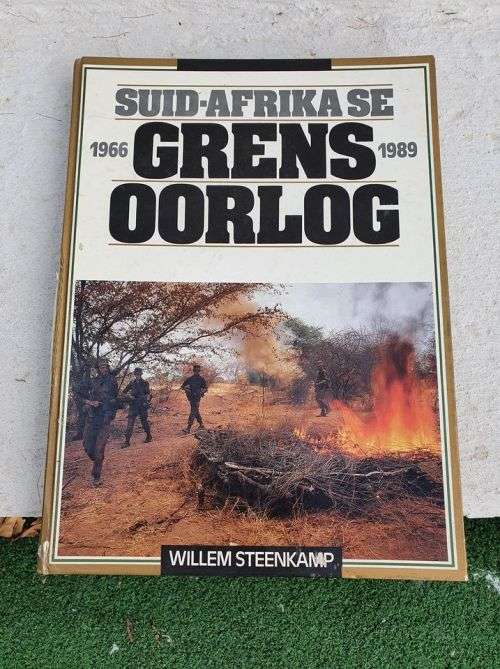 SUID-AFRIKA SE
1966 GRENS 1989
OORLOG
WILLEM STEENKAMP